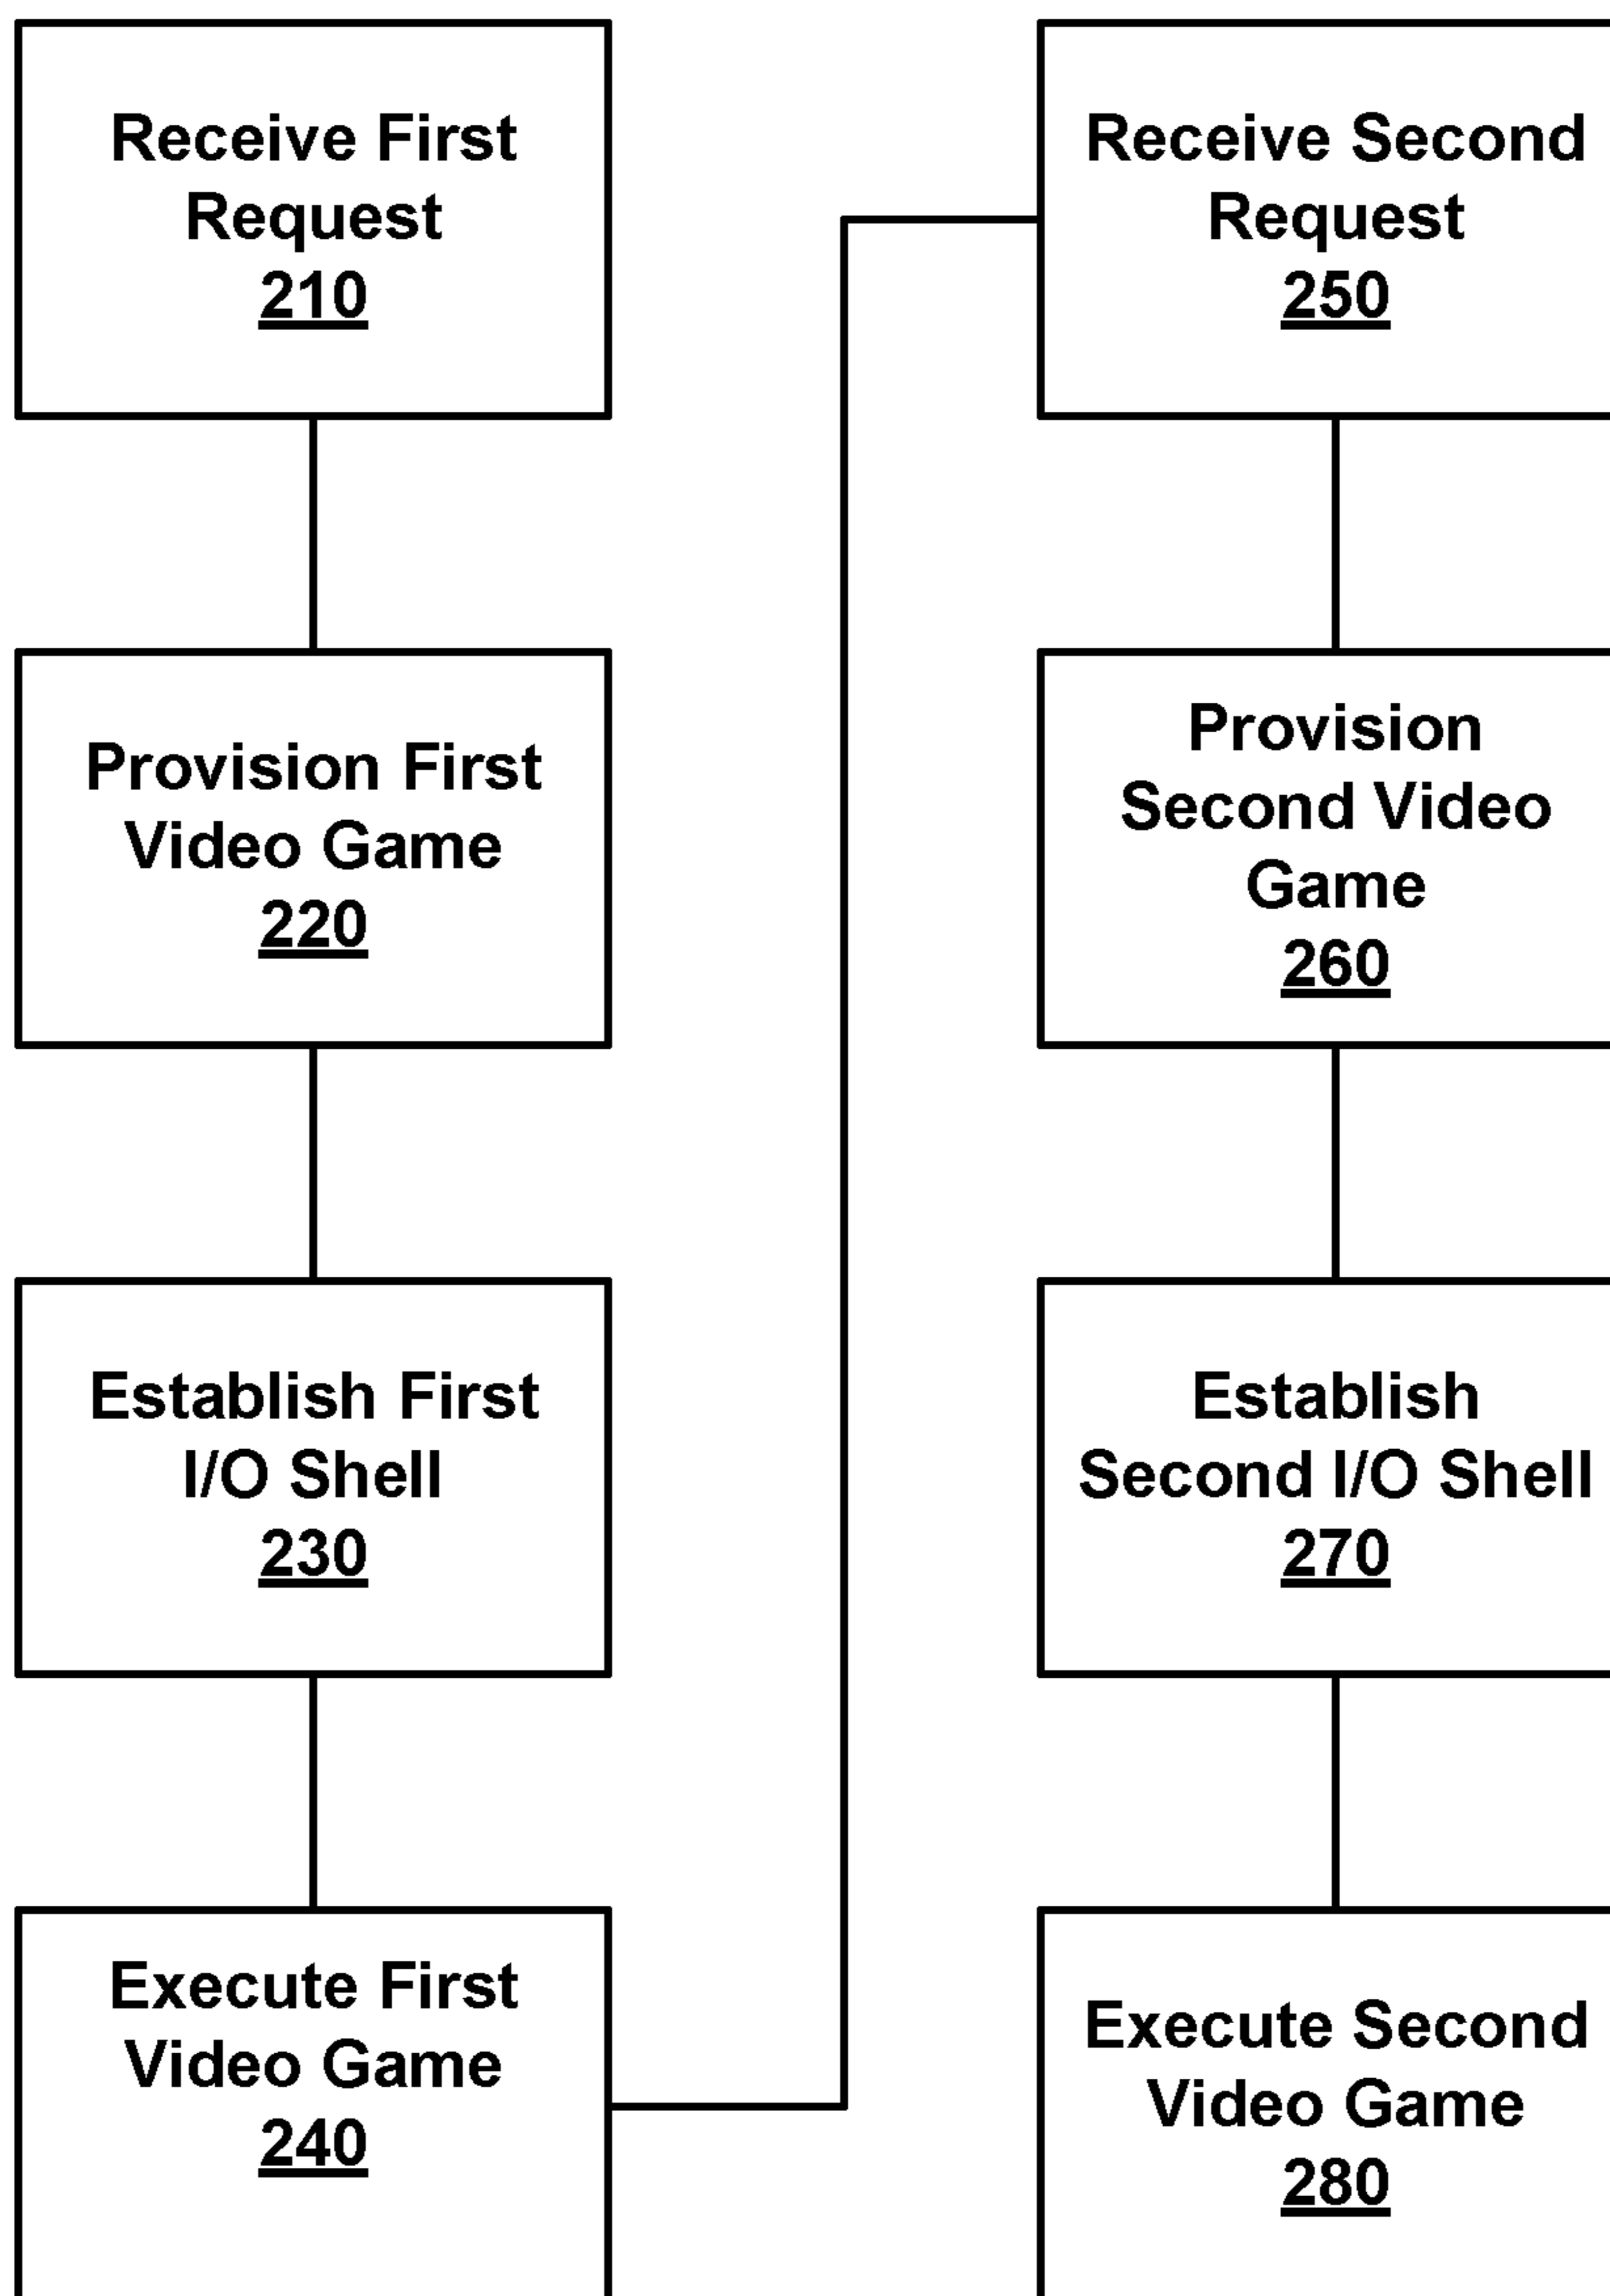 Receive First
Request
210
Provision First
Video Game
220
Establish First
I/O Shell
230
Execute First
Video Game
240
Receive Second
Request
250
Provision
Second Video
Game
260
Establish
Second I/O Shell
270
Execute Second
Video Game
280